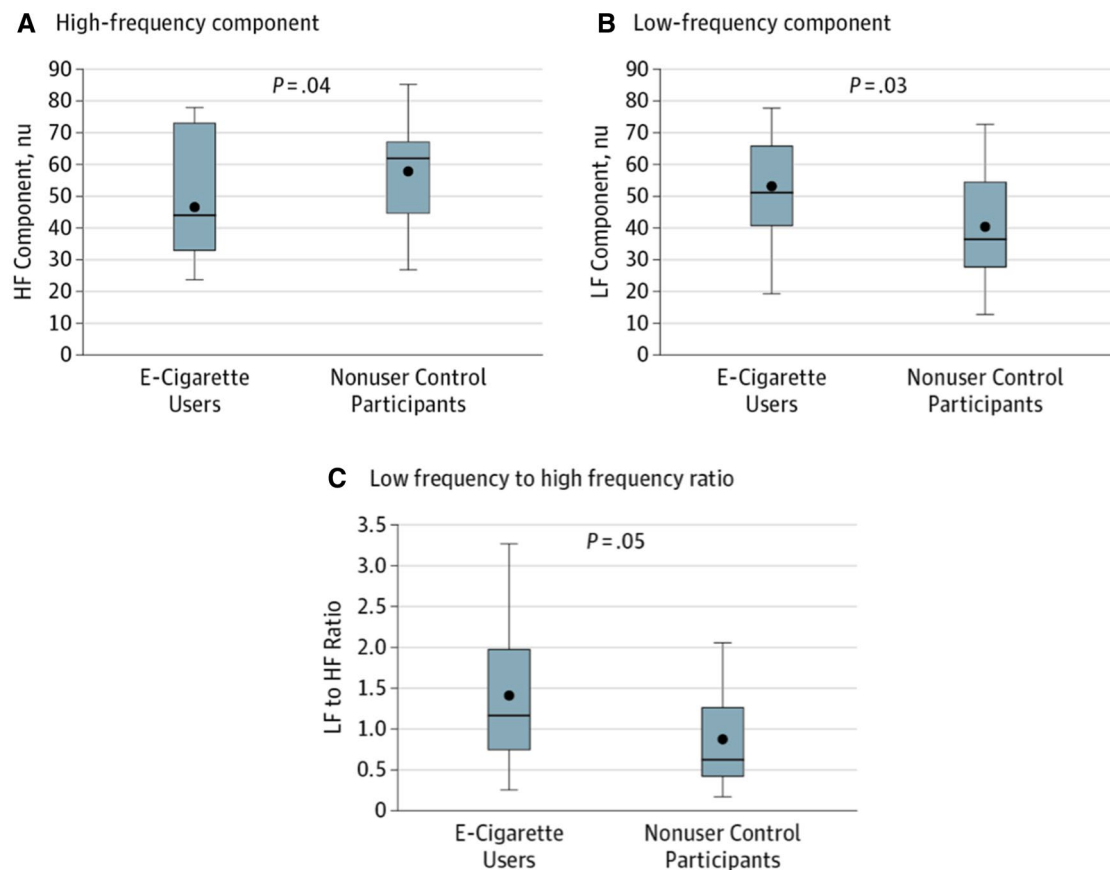 A High-frequency component
HF Component, nu
90
80
70
60
50
40
30
20
10
0
P = .04
E-Cigarette
Users
Nonuser Control
Participants
B Low-frequency component
LF Component, nu
90
80
70
60
50
40
30
20
10
0
P = .03
E-Cigarette
Users
Nonuser Control
Participants
C Low frequency to high frequency ratio
LF to HF Ratio
3.5
3.0
2.5
2.0
1.5
1.0
0.5
0
P = .05
E-Cigarette
Users
Nonuser Control
Participants